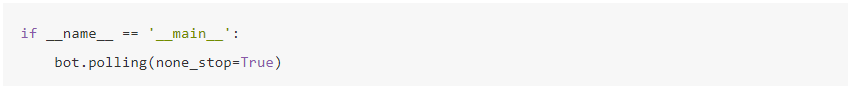 if __name__ == '__main__':
    bot.polling(none_stop=True)